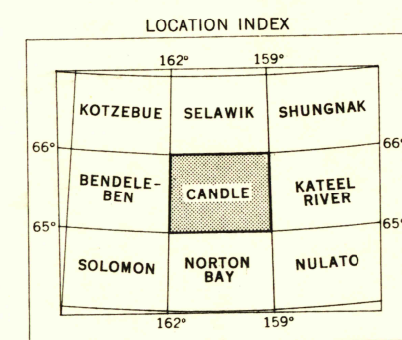 LOCATION INDEX
162° 159°
KOTZEBUE SELAWIK SHUNGNAK
66° 66°
BENDELE-
BEN CANDLE KATEEL
RIVER
65° 65°
SOLOMON NORTON
BAY NULATO
162° 159°